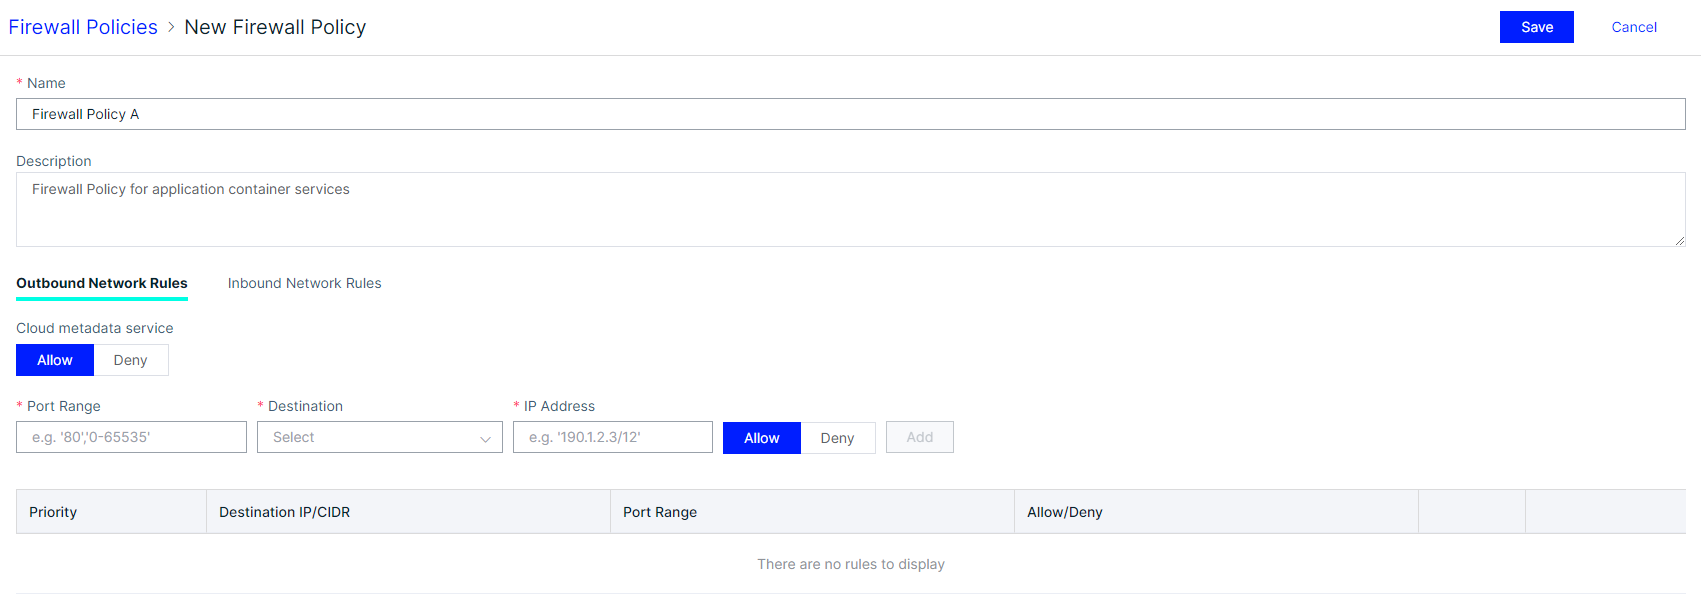 Firewall Policies > New Firewall Policy
Save
Cancel
* Name
Firewall Policy A
Description
Firewall Policy for application container services
Outbound Network Rules
Inbound Network Rules
Cloud metadata service
Allow
Deny
* Port Range
* Destination
* IP Address
e.g. '80','0-65535'
Select
e.g. '190.1.2.3/12'
Allow
Deny
Add
Priority
Destination IP/CIDR
Port Range
Allow/Deny
There are no rules to display